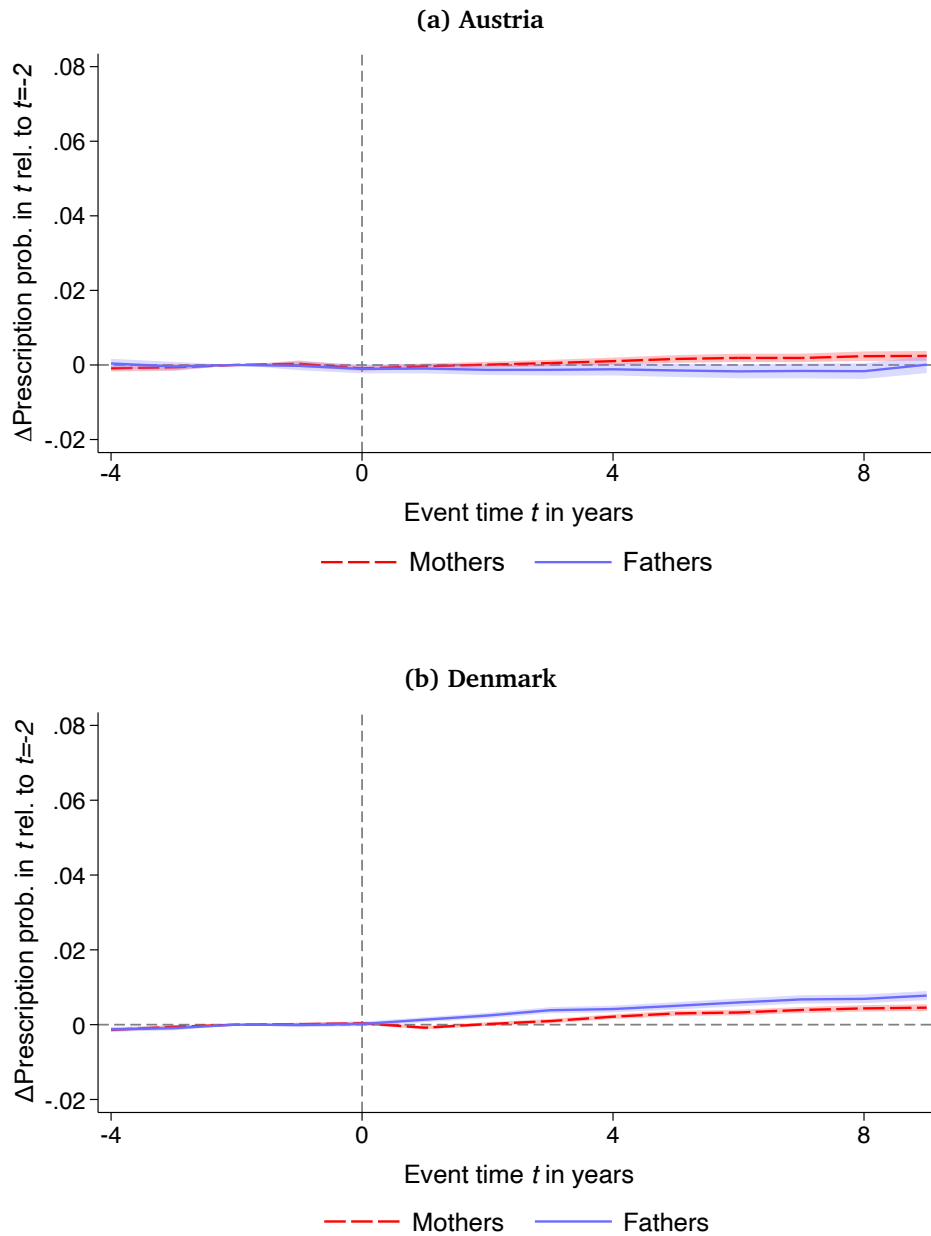 (a) Austria
ΔPrescription prob. in t rel. to t=-2
.08
.06
.04
.02
0
-.02
-4
0
4
8
Event time t in years
Mothers
Fathers
(b) Denmark
ΔPrescription prob. in t rel. to t=-2
.08
.06
.04
.02
0
-.02
-4
0
4
8
Event time t in years
Mothers
Fathers